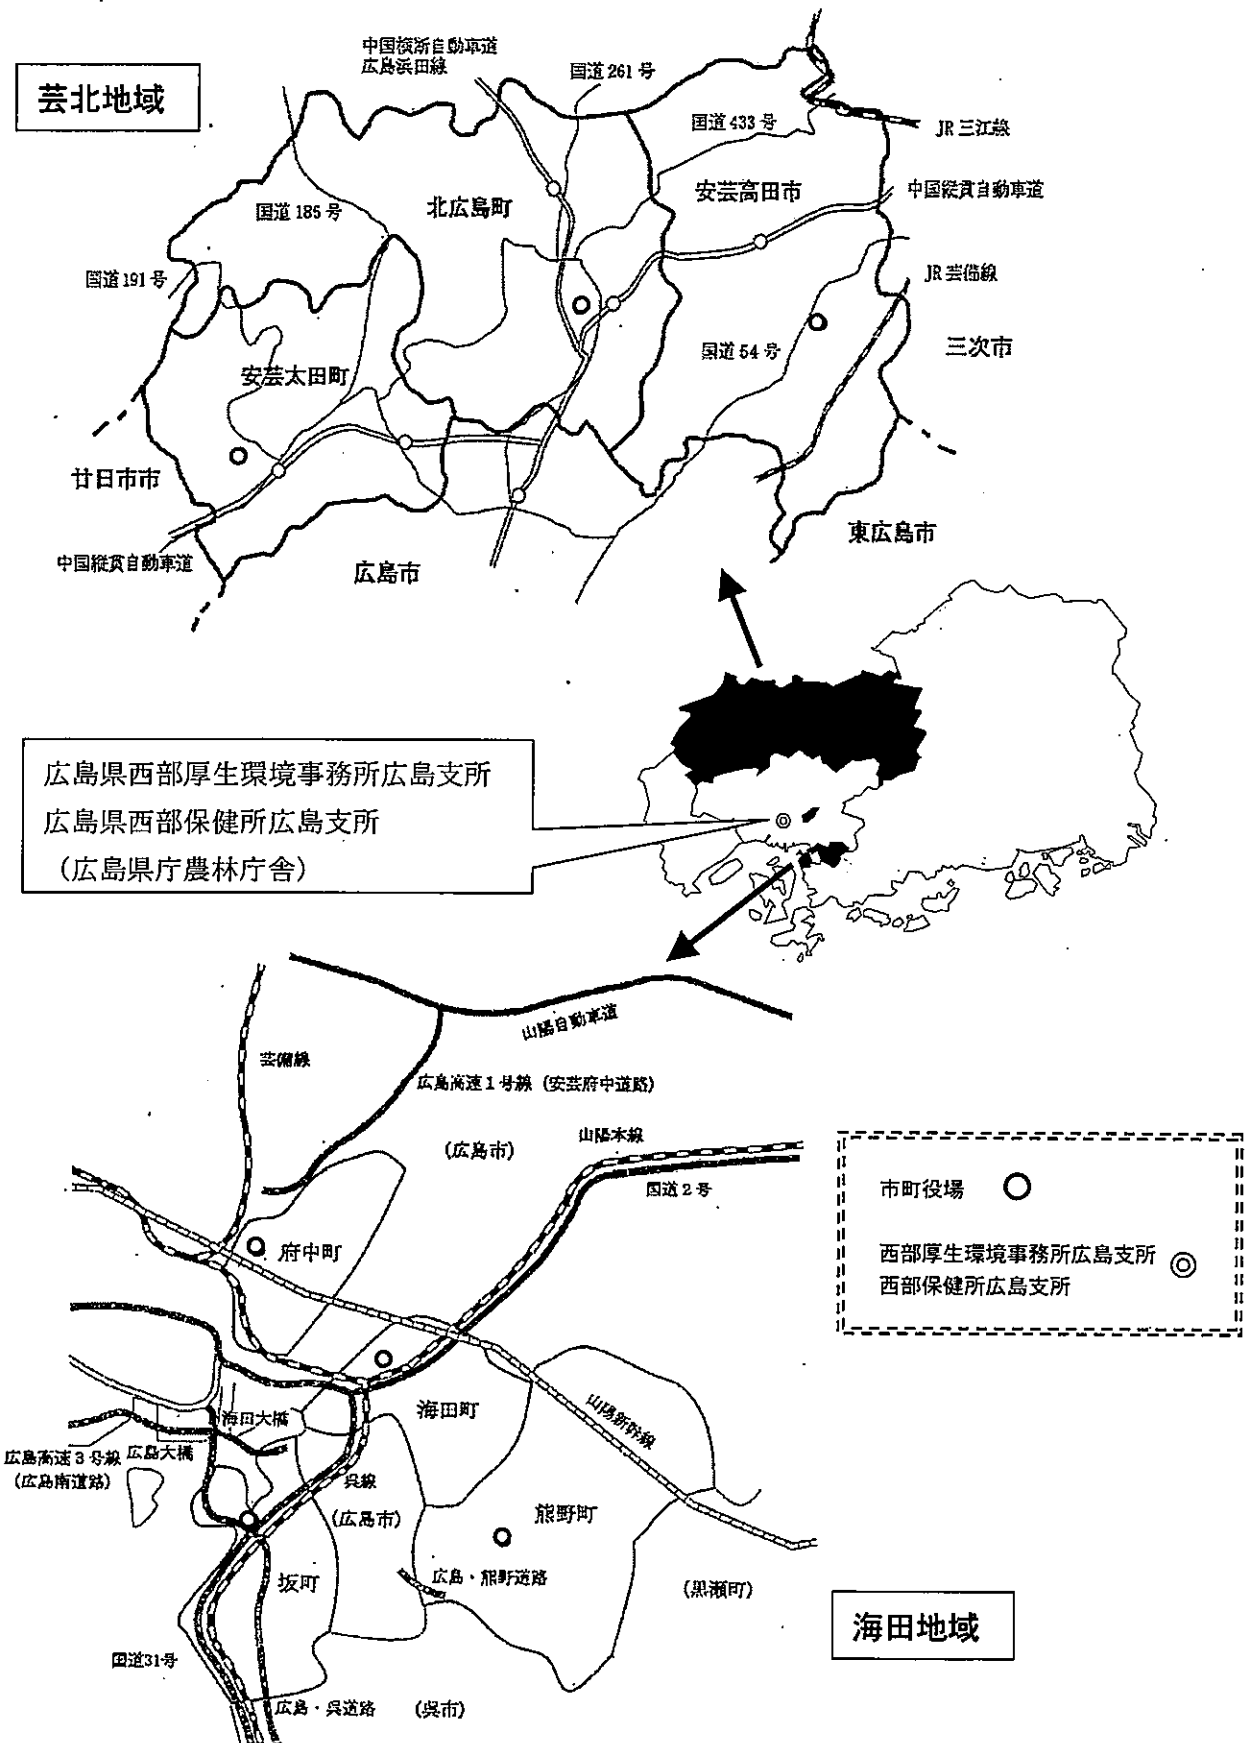 芸北地域
中国横断自動車道
広島浜田線
国道261号
国道433号
JR三江線
安芸高田市
中国縦貫自動車道
北広島町
国道185号
国道191号
JR芸備線
国道54号
三次市
安芸太田町
廿日市市
東広島市
中国縦貫自動車道
広島市
広島県西部厚生環境事務所広島支所
広島県西部保健所広島支所
(広島県庁農林庁舎)
山陽自動車道
芸備線
広島高速1号線(安芸府中道路)
(広島市)
山陽本線
国道2号
市町役場
府中町
西部厚生環境事務所広島支所
西部保健所広島支所
海田町
山陽新幹線
海田大橋
広島大橋
広島高速3号線
(広島南道路)
呉線
(広島市)
熊野町
坂町
広島・熊野道路
(黒瀬町)
海田地域
国道31号
広島・呉道路
(呉市)